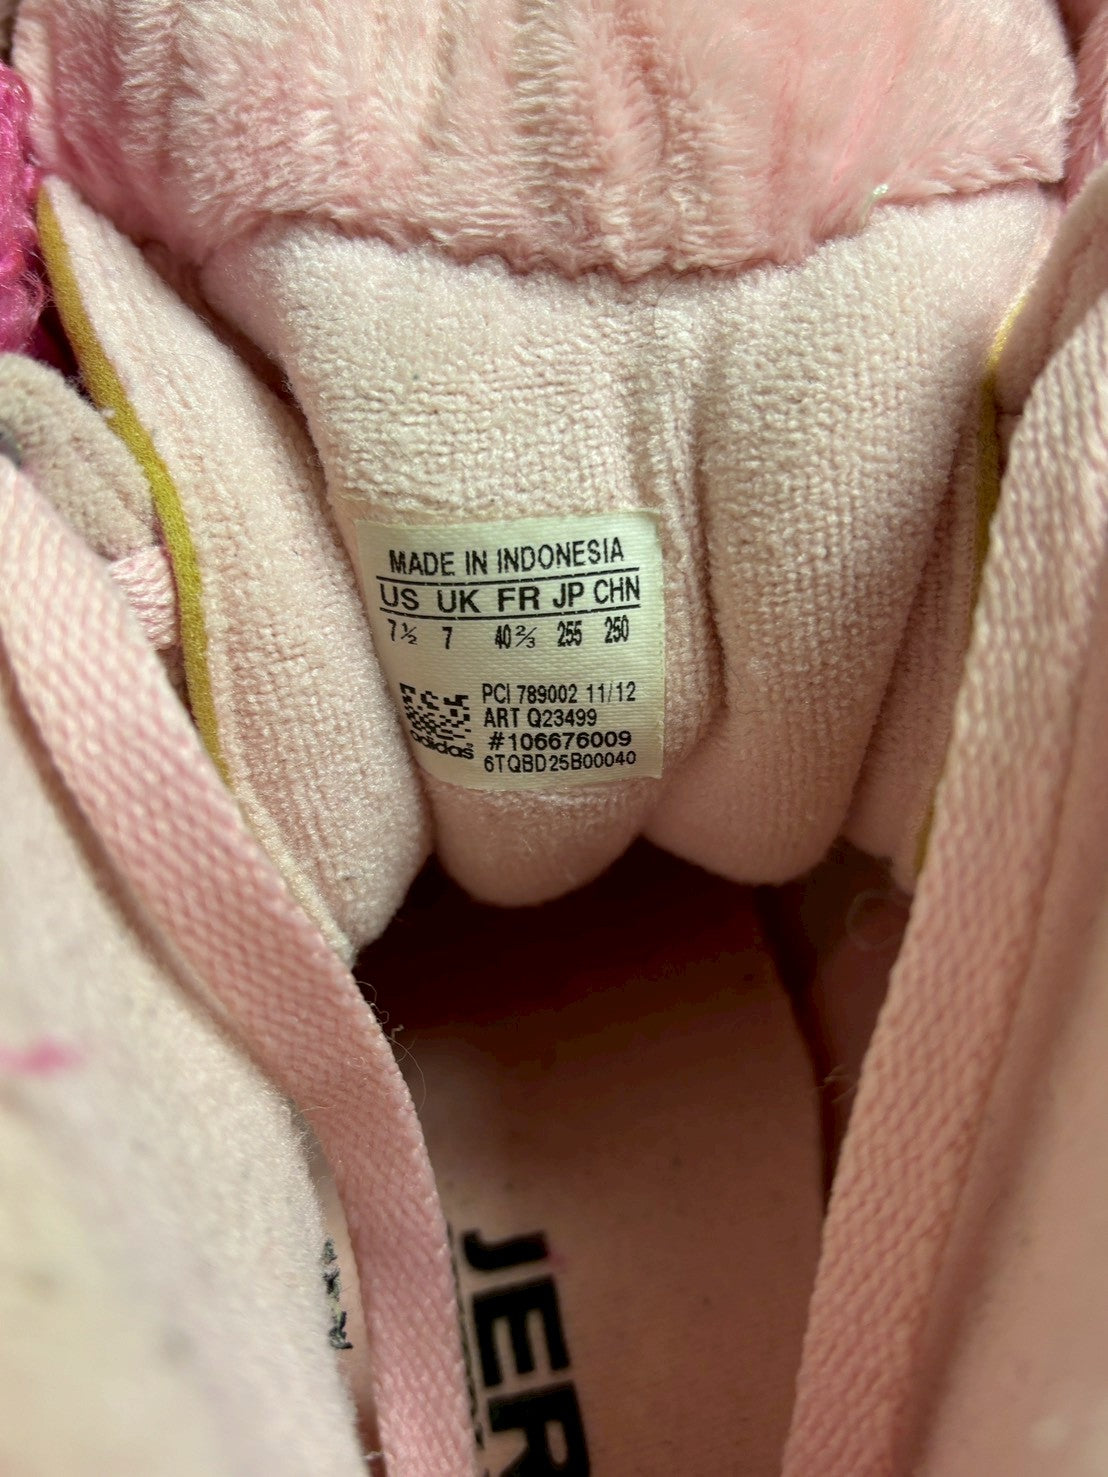 MADE IN INDONESIA
US UK FR JP CHN
7½ 7 40⅔ 255 250
PCI 789002 11/12
ART Q23499
adidas #106676009
6TQBD25B00040
JER